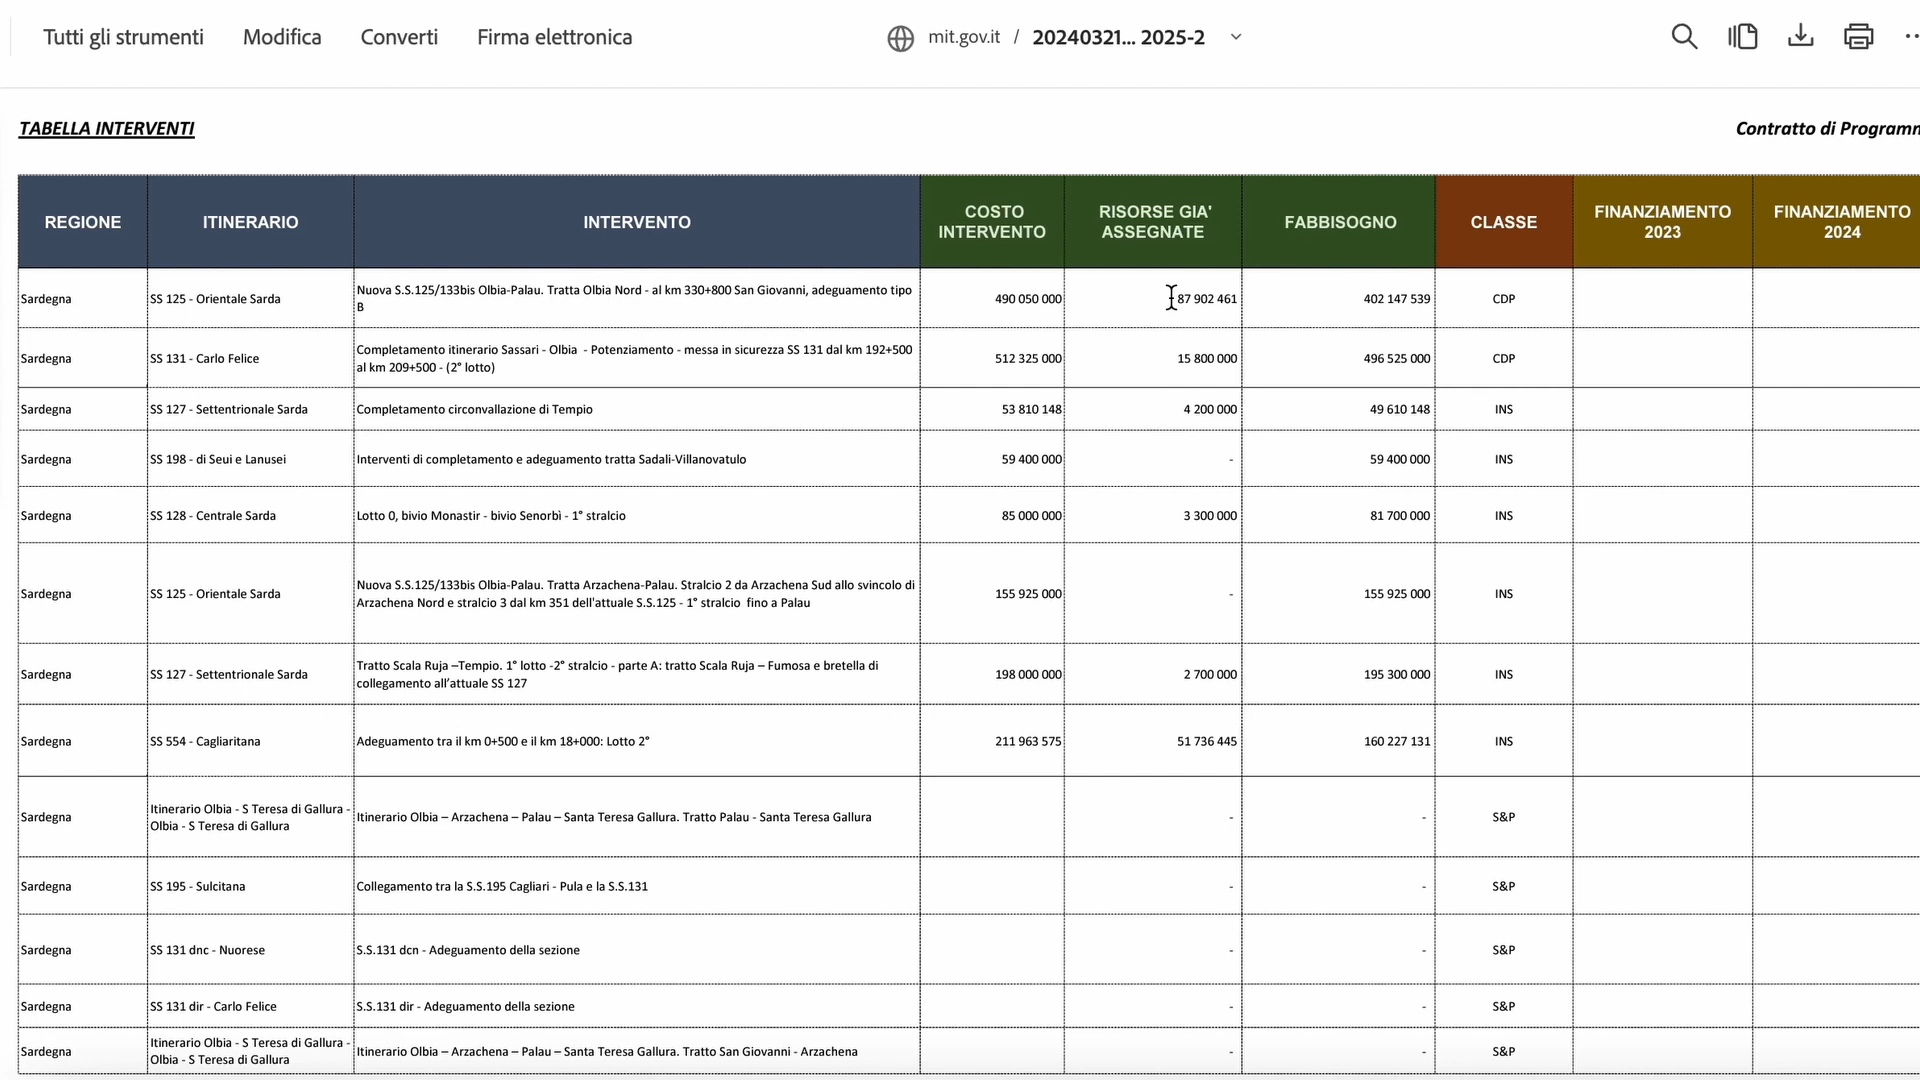 Tutti gli strumenti Modifica Converti Firma elettronica mit.gov.it / 20240321... 2025-2
TABELLA INTERVENTI Contratto di Programm
REGIONE ITINERARIO INTERVENTO COSTO INTERVENTO RISORSE GIA' ASSEGNATE FABBISOGNO CLASSE FINANZIAMENTO 2023 FINANZIAMENTO 2024
Sardegna SS 125 - Orientale Sarda Nuova S.S.125/133bis Olbia-Palau. Tratta Olbia Nord - al km 330+800 San Giovanni, adeguamento tipo B 490 050 000 87 902 461 402 147 539 CDP
Sardegna SS 131 - Carlo Felice Completamento itinerario Sassari - Olbia - Potenziamento - messa in sicurezza SS 131 dal km 192+500 al km 209+500 - (2° lotto) 512 325 000 15 800 000 496 525 000 CDP
Sardegna SS 127 - Settentrionale Sarda Completamento circonvallazione di Tempio 53 810 148 4 200 000 49 610 148 INS
Sardegna SS 198 - di Seui e Lanusei Interventi di completamento e adeguamento tratta Sadali-Villanovatulo 59 400 000 - 59 400 000 INS
Sardegna SS 128 - Centrale Sarda Lotto 0, bivio Monastir - bivio Senorbì - 1° stralcio 85 000 000 3 300 000 81 700 000 INS
Sardegna SS 125 - Orientale Sarda Nuova S.S.125/133bis Olbia-Palau. Tratta Arzachena-Palau. Stralcio 2 da Arzachena Sud allo svincolo di Arzachena Nord e stralcio 3 dal km 351 dell'attuale S.S.125 - 1° stralcio fino a Palau 155 925 000 - 155 925 000 INS
Sardegna SS 127 - Settentrionale Sarda Tratto Scala Ruja –Tempio. 1° lotto -2° stralcio - parte A: tratto Scala Ruja – Fumosa e bretella di collegamento all’attuale SS 127 198 000 000 2 700 000 195 300 000 INS
Sardegna SS 554 - Cagliaritana Adeguamento tra il km 0+500 e il km 18+000: Lotto 2° 211 963 575 51 736 445 160 227 131 INS
Sardegna Itinerario Olbia - S Teresa di Gallura - Olbia - S Teresa di Gallura Itinerario Olbia – Arzachena – Palau – Santa Teresa Gallura. Tratto Palau - Santa Teresa Gallura - - S&P
Sardegna SS 195 - Sulcitana Collegamento tra la S.S.195 Cagliari - Pula e la S.S.131 - - S&P
Sardegna SS 131 dnc - Nuorese S.S.131 dcn - Adeguamento della sezione - - S&P
Sardegna SS 131 dir - Carlo Felice S.S.131 dir - Adeguamento della sezione - - S&P
Sardegna Itinerario Olbia - S Teresa di Gallura - Olbia - S Teresa di Gallura Itinerario Olbia – Arzachena – Palau – Santa Teresa Gallura. Tratto San Giovanni - Arzachena - - S&P